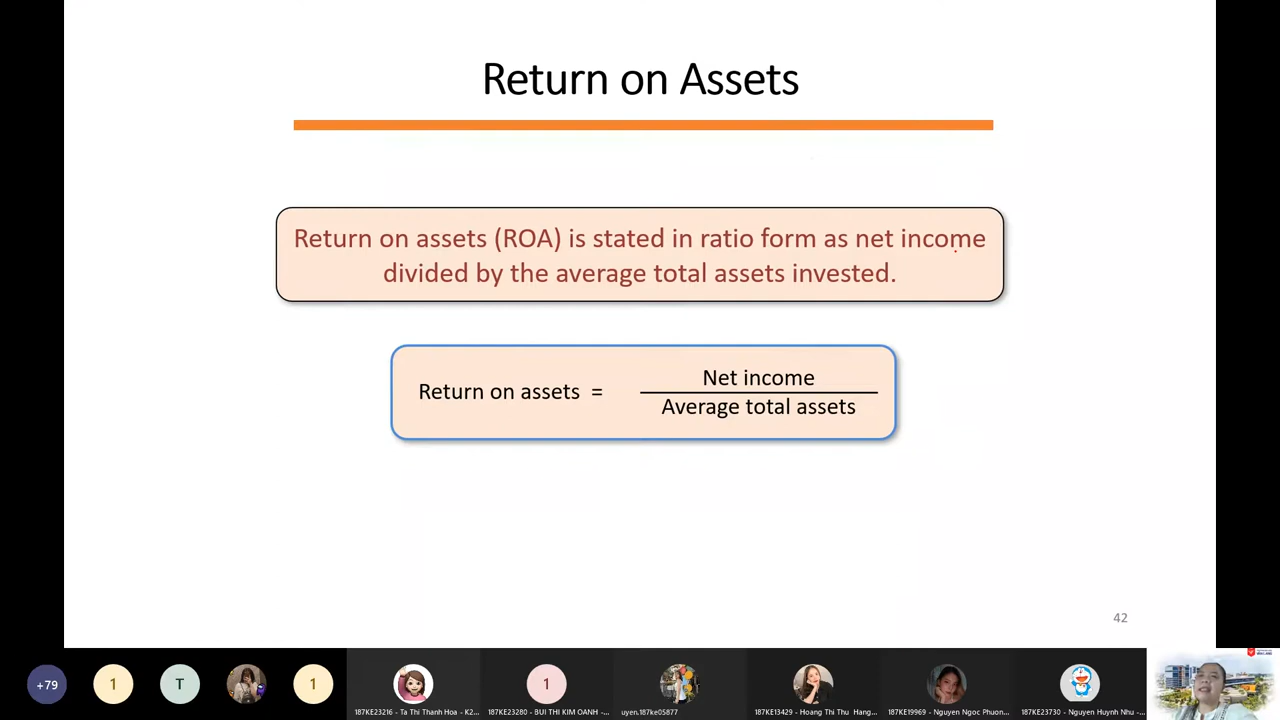 Return on Assets
Return on assets (ROA) is stated in ratio form as net income
divided by the average total assets invested.
Return on assets =
Net income
Average total assets
42
+79
1
T
1
1
187KE23216 - Ta Thi Thanh Hoa - K2...
187KE23280 - BUI THI KIM OANH -...
uyen.187ke05877
187KE13429 - Hoang Thi Thu Hang...
187KE19969 - Nguyen Ngoc Phuon...
187KE23730 - Nguyen Huynh Nhu -...